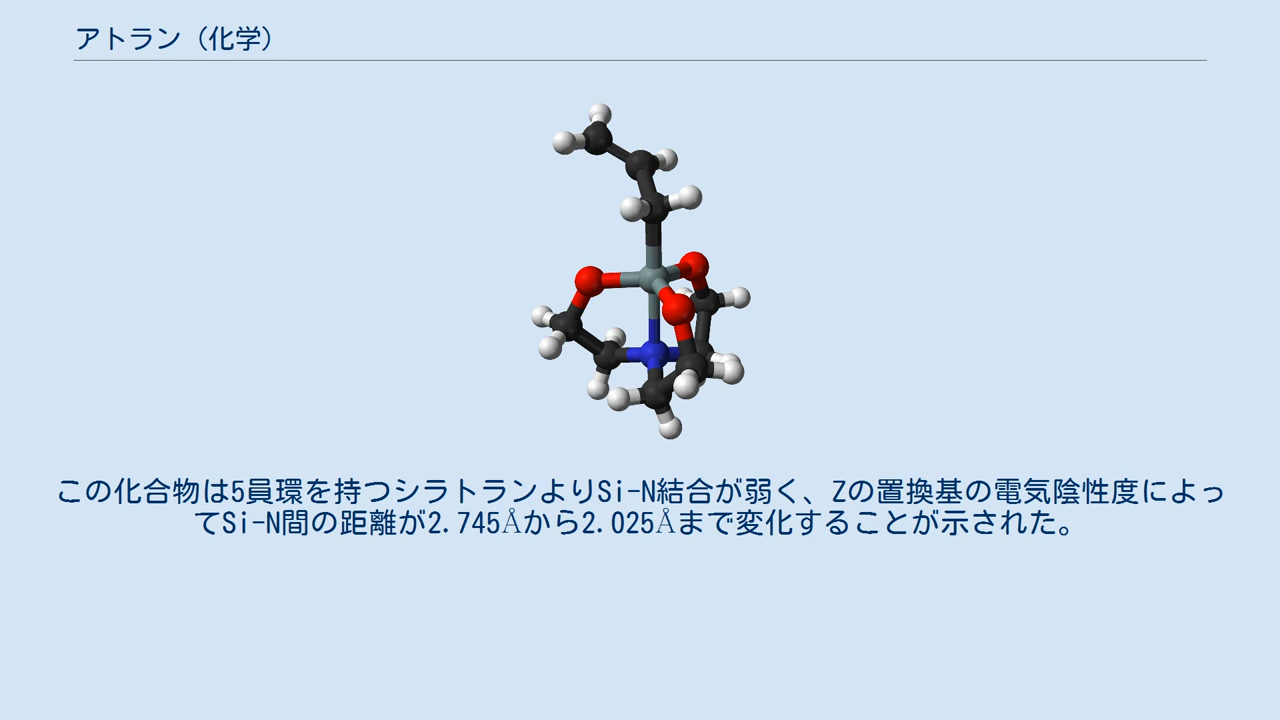 アトラン（化学）
この化合物は5員環を持つシラトランよりSi-N結合が弱く、Zの置換基の電気陰性度によっ
てSi-N間の距離が2.745Åから2.025Åまで変化することが示された。